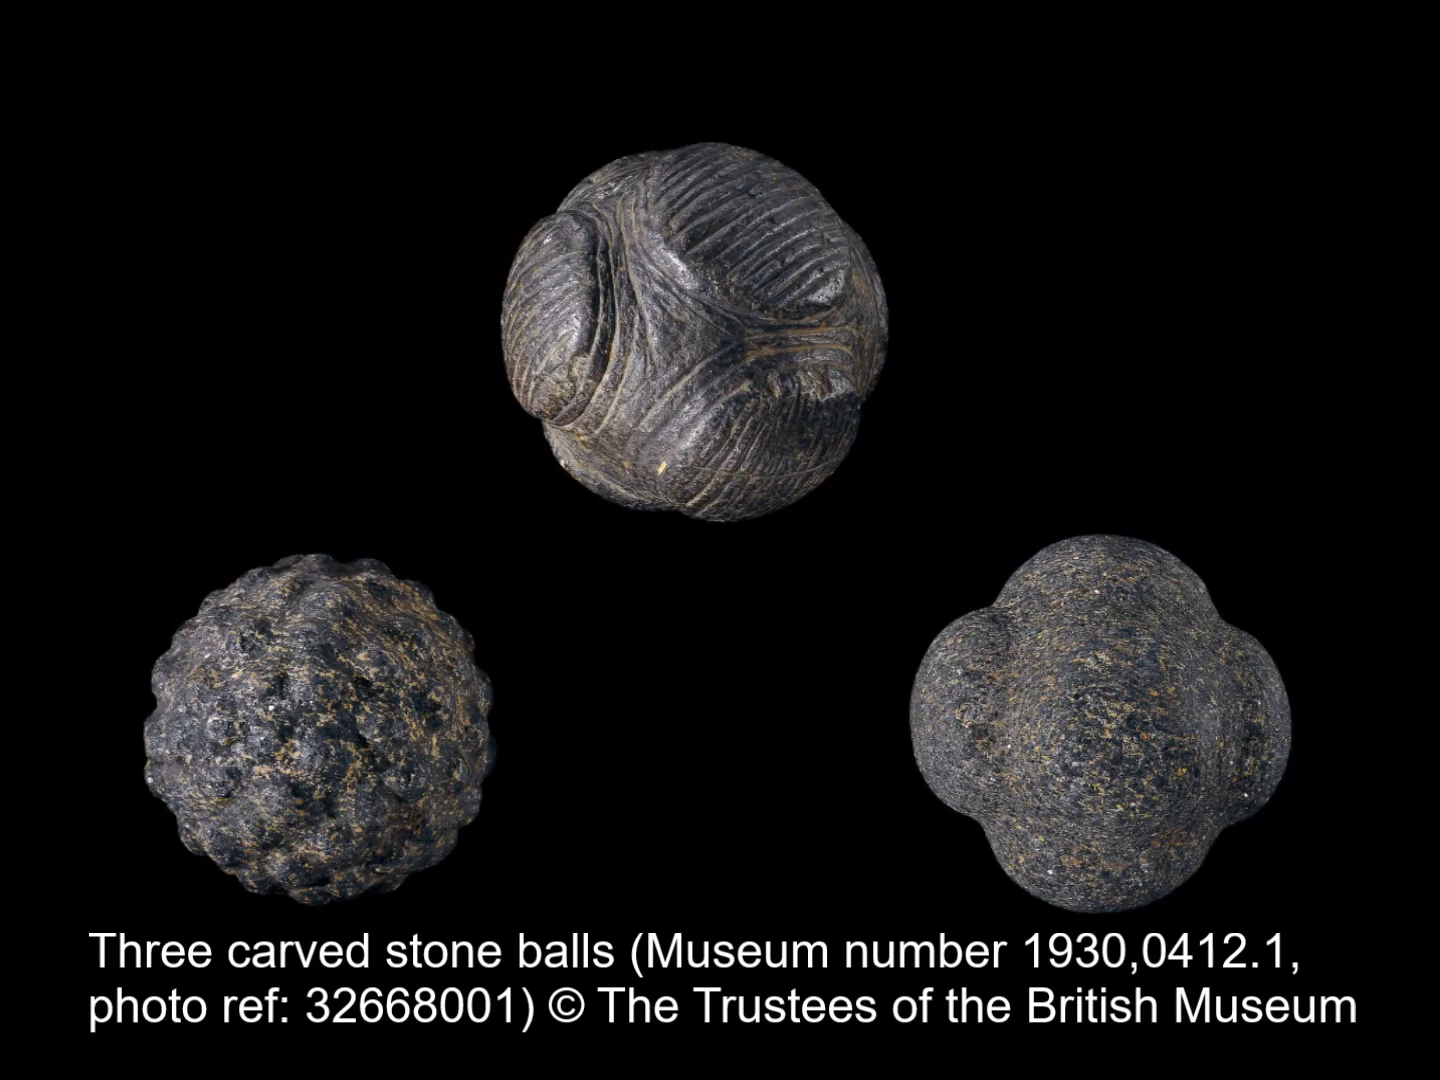 Three carved stone balls (Museum number 1930,0412.1,
photo ref: 32668001) © The Trustees of the British Museum